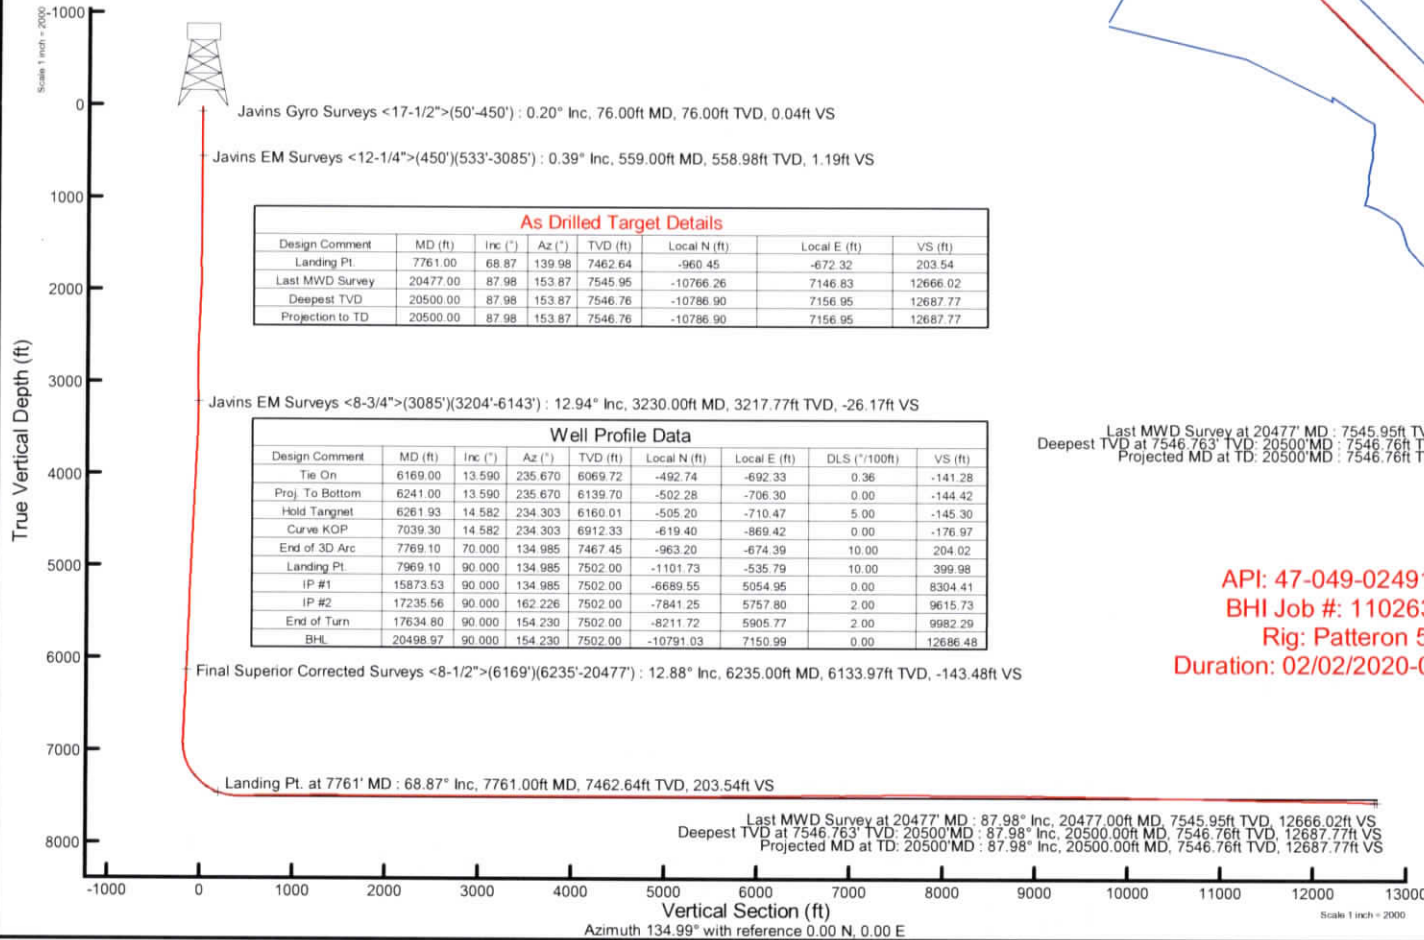 Scale 1 inch = 2000
-1000
0
1000
2000
3000
4000
5000
6000
7000
8000
True Vertical Depth (ft)
Javins Gyro Surveys <17-1/2">(50'-450') : 0.20° Inc, 76.00ft MD, 76.00ft TVD, 0.04ft VS
Javins EM Surveys <12-1/4">(450')(533'-3085') : 0.39° Inc, 559.00ft MD, 558.98ft TVD, 1.19ft VS
As Drilled Target Details
Design Comment MD (ft) Inc (°) Az (°) TVD (ft) Local N (ft) Local E (ft) VS (ft)
Landing Pt. 7761.00 68.87 139.98 7462.64 -960.45 -672.32 203.54
Last MWD Survey 20477.00 87.98 153.87 7545.95 -10766.26 7146.83 12666.02
Deepest TVD 20500.00 87.98 153.87 7546.76 -10786.90 7156.95 12687.77
Projection to TD 20500.00 87.98 153.87 7546.76 -10786.90 7156.95 12687.77
Javins EM Surveys <8-3/4">(3085')(3204'-6143') : 12.94° Inc, 3230.00ft MD, 3217.77ft TVD, -26.17ft VS
Well Profile Data
Design Comment MD (ft) Inc (°) Az (°) TVD (ft) Local N (ft) Local E (ft) DLS (°/100ft) VS (ft)
Tie On 6169.00 13.590 235.670 6069.72 -492.74 -692.33 0.36 -141.28
Proj. To Bottom 6241.00 13.590 235.670 6139.70 -502.28 -706.30 0.00 -144.42
Hold Tangnet 6261.93 14.582 234.303 6160.01 -505.20 -710.47 5.00 -145.30
Curve KOP 7039.30 14.582 234.303 6912.33 -619.40 -869.42 0.00 -176.97
End of 3D Arc 7769.10 70.000 134.985 7467.45 -963.20 -674.39 10.00 204.02
Landing Pt. 7969.10 90.000 134.985 7502.00 -1101.73 -535.79 10.00 399.98
IP #1 15873.53 90.000 134.985 7502.00 -6689.55 5054.95 0.00 8304.41
IP #2 17235.56 90.000 162.226 7502.00 -7841.25 5757.80 2.00 9615.73
End of Turn 17634.80 90.000 154.230 7502.00 -8211.72 5905.77 2.00 9982.29
BHL 20498.97 90.000 154.230 7502.00 -10791.03 7150.99 0.00 12686.48
Final Superior Corrected Surveys <8-1/2">(6169')(6235'-20477') : 12.88° Inc, 6235.00ft MD, 6133.97ft TVD, -143.48ft VS
Landing Pt. at 7761' MD : 68.87° Inc, 7761.00ft MD, 7462.64ft TVD, 203.54ft VS
Last MWD Survey at 20477' MD : 87.98° Inc, 20477.00ft MD, 7545.95ft TVD, 12666.02ft VS
Deepest TVD at 7546.763' TVD: 20500'MD : 87.98° Inc, 20500.00ft MD, 7546.76ft TVD, 12687.77ft VS
Projected MD at TD: 20500'MD : 87.98° Inc, 20500.00ft MD, 7546.76ft TVD, 12687.77ft VS
Last MWD Survey at 20477' MD : 7545.95ft TV
Deepest TVD at 7546.763' TVD: 20500'MD : 7546.76ft T
Projected MD at TD: 20500'MD : 7546.76ft T
API: 47-049-02491
BHI Job #: 110263
Rig: Patteron 5
Duration: 02/02/2020-0
-1000 0 1000 2000 3000 4000 5000 6000 7000 8000 9000 10000 11000 12000 13000
Vertical Section (ft)
Azimuth 134.99° with reference 0.00 N, 0.00 E
Scale 1 inch = 2000